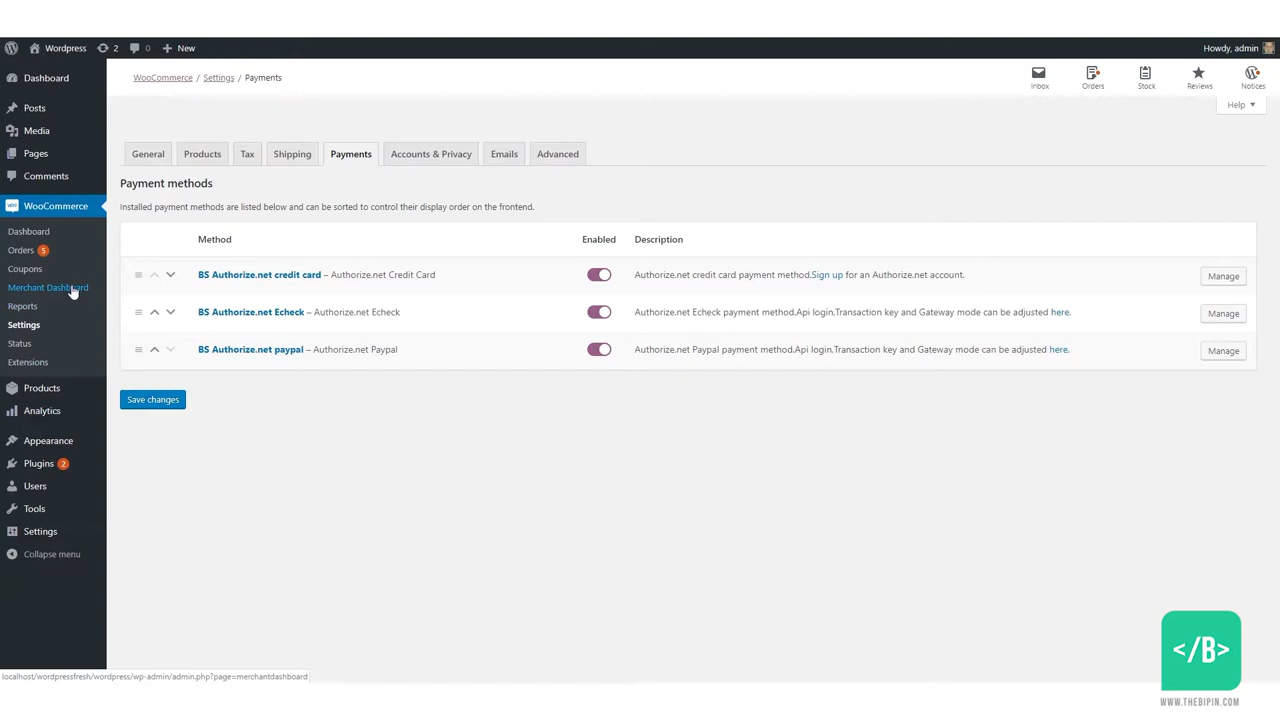 Wordpress 2 0 New Howdy, admin
Dashboard
Posts
Media
Pages
Comments
WooCommerce
Dashboard
Orders 5
Coupons
Merchant Dashboard
Reports
Settings
Status
Extensions
Products
Analytics
Appearance
Plugins 2
Users
Tools
Settings
Collapse menu
WooCommerce / Settings / Payments
Inbox Orders Stock Reviews Notices
Help
General Products Tax Shipping Payments Accounts & Privacy Emails Advanced
Payment methods
Installed payment methods are listed below and can be sorted to control their display order on the frontend.
Method Enabled Description
BS Authorize.net credit card – Authorize.net Credit Card Authorize.net credit card payment method.Sign up for an Authorize.net account. Manage
BS Authorize.net Echeck – Authorize.net Echeck Authorize.net Echeck payment method.Api login.Transaction key and Gateway mode can be adjusted here. Manage
BS Authorize.net paypal – Authorize.net Paypal Authorize.net Paypal payment method.Api login.Transaction key and Gateway mode can be adjusted here. Manage
Save changes
</B>
WWW.THEBIPIN.COM
localhost/wordpressfresh/wordpress/wp-admin/admin.php?page=merchantdashboard